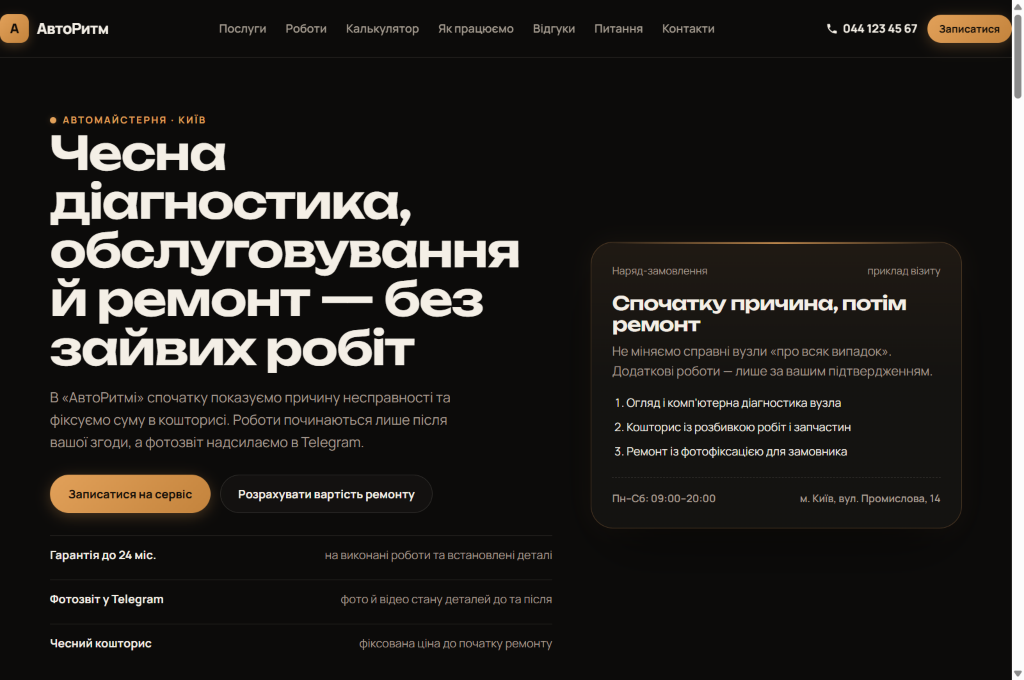 А АвтоРитм
Послуги Роботи Калькулятор Як працюємо Відгуки Питання Контакти
044 123 45 67
Записатися
АВТОМАЙСТЕРНЯ · КИЇВ
Чесна
діагностика,
обслуговування
й ремонт — без
зайвих робіт
В «АвтоРитмі» спочатку показуємо причину несправності та
фіксуємо суму в кошторисі. Роботи починаються лише після
вашої згоди, а фотозвіт надсилаємо в Telegram.
Записатися на сервіс
Розрахувати вартість ремонту
Гарантія до 24 міс. на виконані роботи та встановлені деталі
Фотозвіт у Telegram фото й відео стану деталей до та після
Чесний кошторис фіксована ціна до початку ремонту
Наряд-замовлення приклад візиту
Спочатку причина, потім
ремонт
Не міняємо справні вузли «про всяк випадок».
Додаткові роботи — лише за вашим підтвердженням.
1. Огляд і комп'ютерна діагностика вузла
2. Кошторис із розбивкою робіт і запчастин
3. Ремонт із фотофіксацією для замовника
Пн–Сб: 09:00–20:00 м. Київ, вул. Промислова, 14